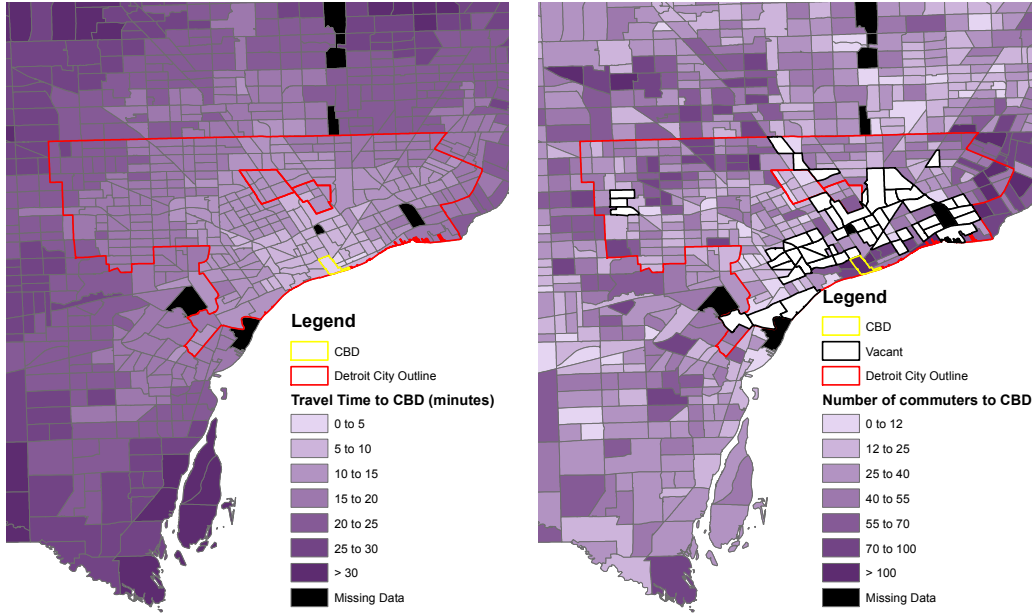 Legend
CBD
Detroit City Outline
Travel Time to CBD (minutes)
0 to 5
5 to 10
10 to 15
15 to 20
20 to 25
25 to 30
> 30
Missing Data
Legend
CBD
Vacant
Detroit City Outline
Number of commuters to CBD
0 to 12
12 to 25
25 to 40
40 to 55
55 to 70
70 to 100
> 100
Missing Data